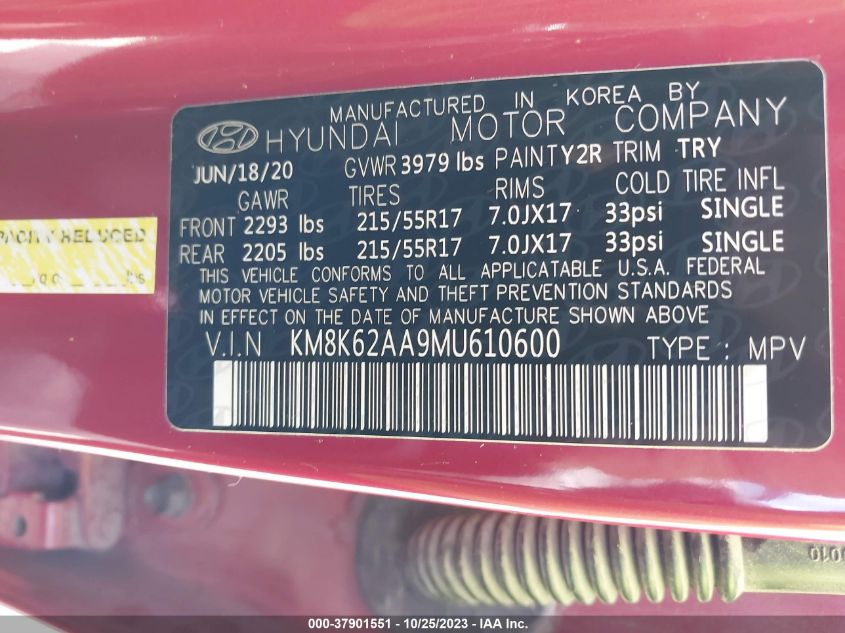 MANUFACTURED IN KOREA BY
HYUNDAI MOTOR COMPANY
JUN/18/20 GVWR 3979 lbs PAINT Y2R TRIM TRY
GAWR TIRES RIMS COLD TIRE INFL
FRONT 2293 lbs 215/55R17 7.0JX17 33psi SINGLE
REAR 2205 lbs 215/55R17 7.0JX17 33psi SINGLE
THIS VEHICLE CONFORMS TO ALL APPLICABLE U.S.A. FEDERAL
MOTOR VEHICLE SAFETY AND THEFT PREVENTION STANDARDS
IN EFFECT ON THE DATE OF MANUFACTURE SHOWN ABOVE
V.I.N KM8K62AA9MU610600 TYPE : MPV
REDUCED
lbs
000-37901551 - 10/25/2023 - IAA Inc.